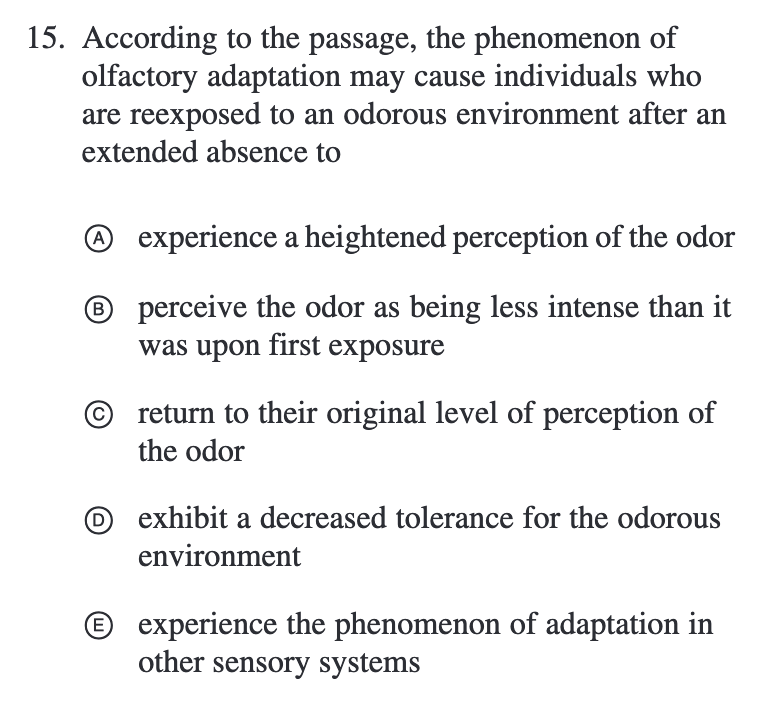 15. According to the passage, the phenomenon of
olfactory adaptation may cause individuals who
are reexposed to an odorous environment after an
extended absence to
Ⓐ experience a heightened perception of the odor
Ⓑ perceive the odor as being less intense than it
was upon first exposure
Ⓒ return to their original level of perception of
the odor
Ⓓ exhibit a decreased tolerance for the odorous
environment
Ⓔ experience the phenomenon of adaptation in
other sensory systems